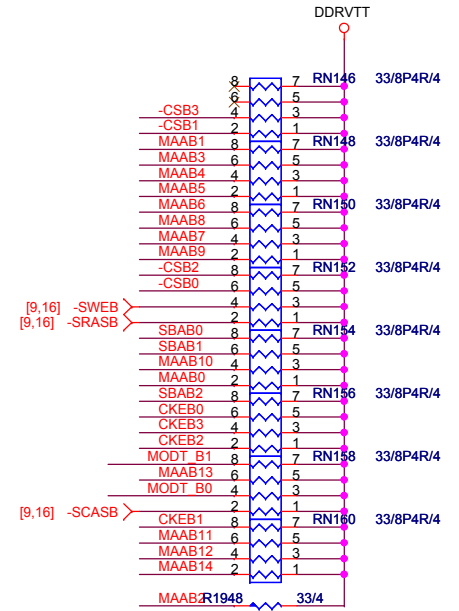 DDRVTT
8 7 RN146 33/8P4R/4
6 5
-CSB3 4 3
-CSB1 2 1
MAAB1 8 7 RN148 33/8P4R/4
MAAB3 6 5
MAAB4 4 3
MAAB5 2 1
MAAB6 8 7 RN150 33/8P4R/4
MAAB8 6 5
MAAB7 4 3
MAAB9 2 1
-CSB2 8 7 RN152 33/8P4R/4
-CSB0 6 5
[9,16] -SWEB 4 3
[9,16] -SRASB 2 1
SBAB0 8 7 RN154 33/8P4R/4
SBAB1 6 5
MAAB10 4 3
MAAB0 2 1
SBAB2 8 7 RN156 33/8P4R/4
CKEB0 6 5
CKEB3 4 3
CKEB2 2 1
MODT_B1 8 7 RN158 33/8P4R/4
MAAB13 6 5
MODT_B0 4 3
[9,16] -SCASB 2 1
CKEB1 8 7 RN160 33/8P4R/4
MAAB11 6 5
MAAB12 4 3
MAAB14 2 1
MAAB2 R1948 33/4